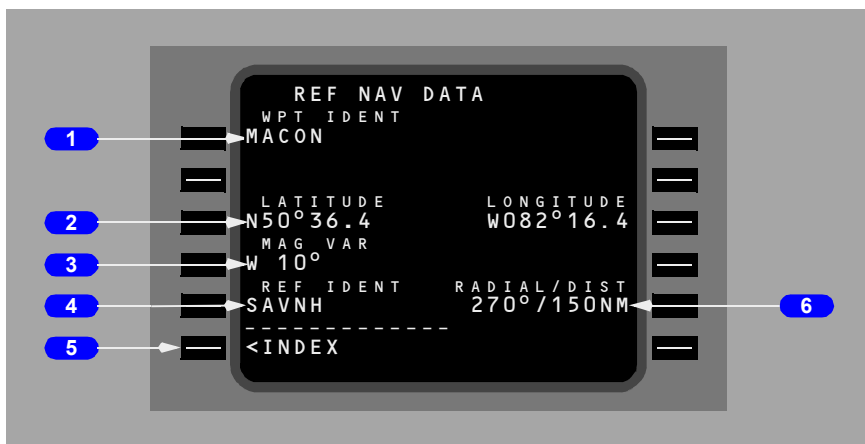 REF NAV DATA
WPT IDENT
1 MACON
LATITUDE LONGITUDE
2 N50°36.4 W082°16.4
MAG VAR
3 W 10°
REF IDENT RADIAL/DIST
4 SAVNH 270°/150NM 6
--------------
5 <INDEX